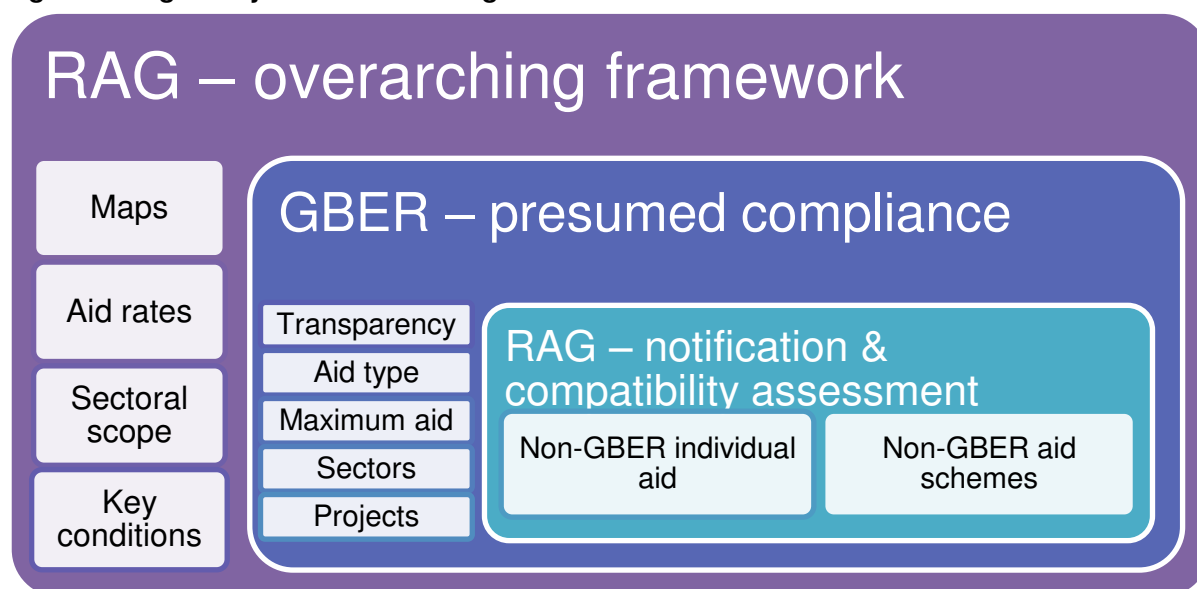 RAG – overarching framework
Maps
Aid rates
Sectoral
scope
Key
conditions
GBER – presumed compliance
Transparency
Aid type
Maximum aid
Sectors
Projects
RAG – notification &
compatibility assessment
Non-GBER individual
aid
Non-GBER aid
schemes